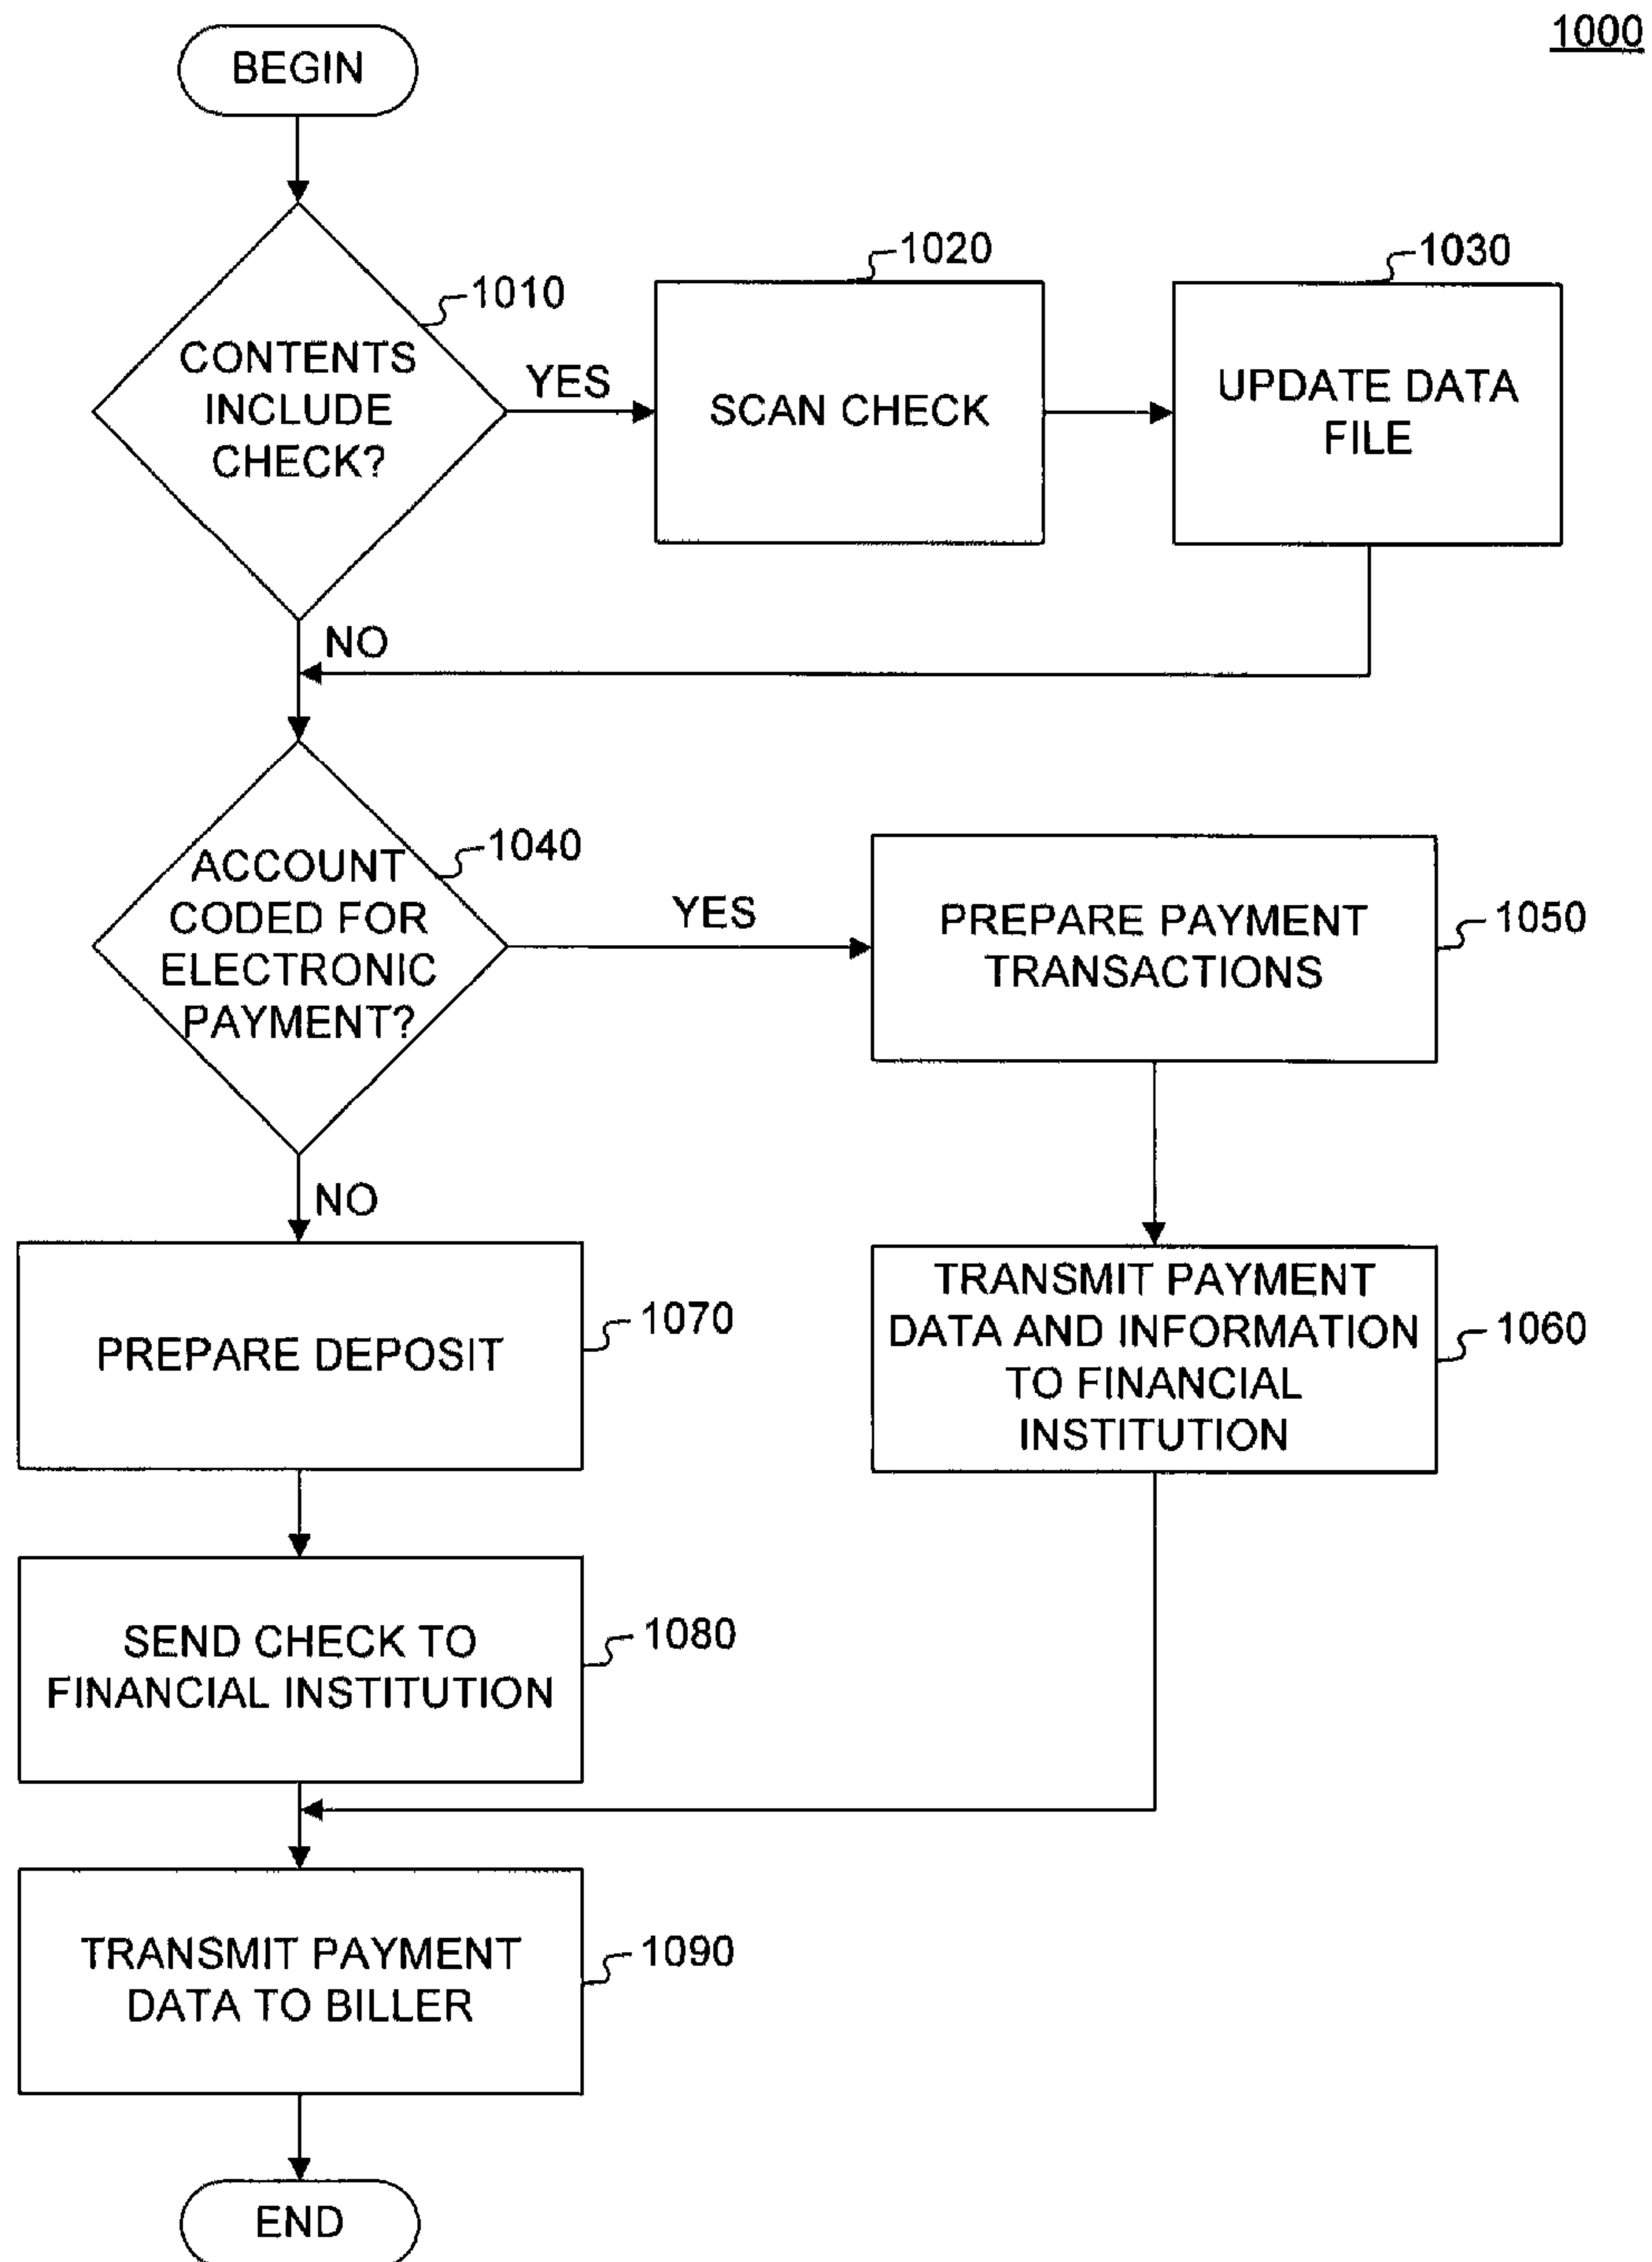 1000
BEGIN
1010
CONTENTS
INCLUDE
CHECK?
YES
1020
SCAN CHECK
1030
UPDATE DATA
FILE
NO
1040
ACCOUNT
CODED FOR
ELECTRONIC
PAYMENT?
YES
1050
PREPARE PAYMENT
TRANSACTIONS
NO
1060
TRANSMIT PAYMENT
DATA AND INFORMATION
TO FINANCIAL
INSTITUTION
1070
PREPARE DEPOSIT
1080
SEND CHECK TO
FINANCIAL INSTITUTION
1090
TRANSMIT PAYMENT
DATA TO BILLER
END